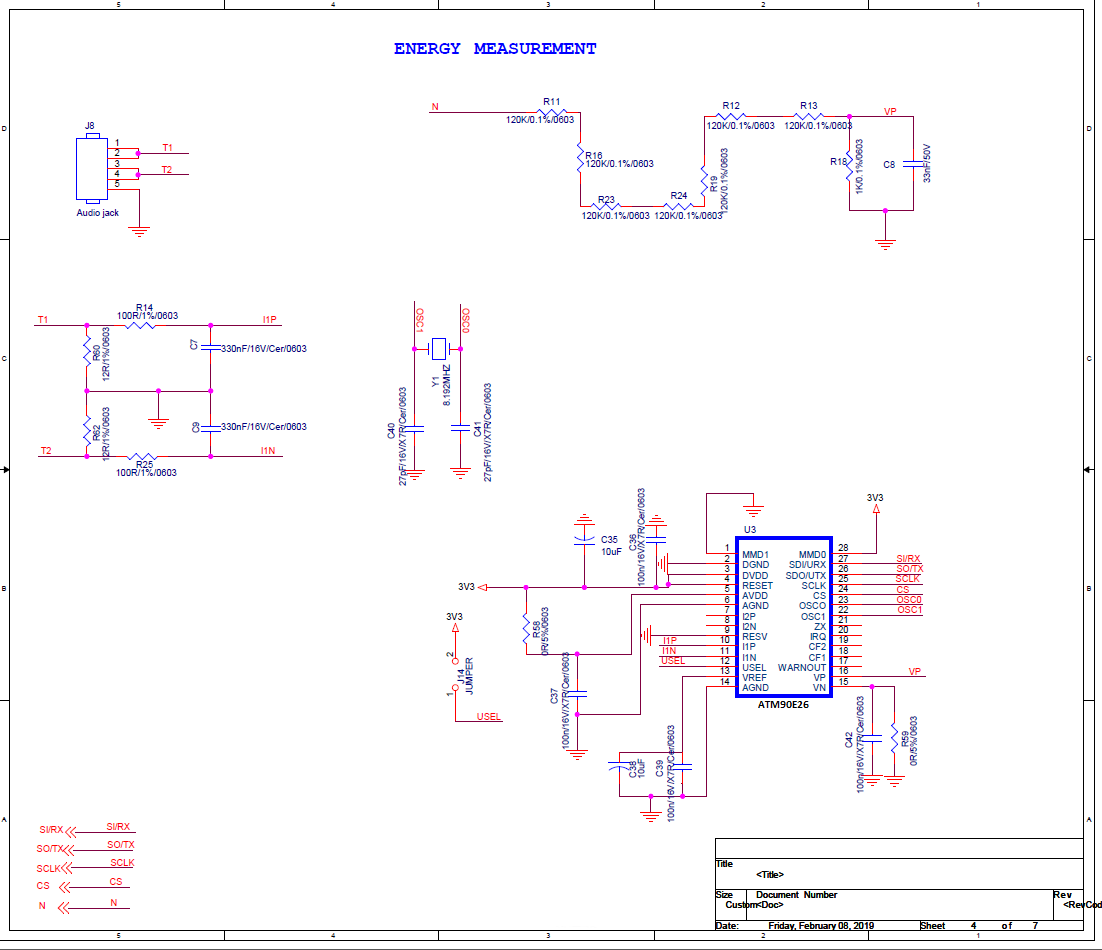 5 4 3 2 1
ENERGY MEASUREMENT
D D
J8
1
2
3
4
5
T1
T2
Audio jack
N
R11
120K/0.1%/0603
R16
120K/0.1%/0603
R23
120K/0.1%/0603
R24
120K/0.1%/0603
R19
120K/0.1%/0603
R12
120K/0.1%/0603
R13
120K/0.1%/0603
VP
R18
1K/0.1%/0603
C8
33nF/50V
T1
R14
100R/1%/0603
I1P
R60
12R/1%/0603
C7
330nF/16V/Cer/0603
C C
R62
12R/1%/0603
C9
330nF/16V/Cer/0603
T2
R25
100R/1%/0603
I1N
OSC1
OSC0
Y1
8.192MHZ
C40
27pF/16V/X7R/Cer/0603
C41
27pF/16V/X7R/Cer/0603
C35
10uF
C36
100n/16V/X7R/Cer/0603
3V3
U3
3V3
1 MMD1
2 DGND
3 DVDD
4 RESET
5 AVDD
6 AGND
7 I2P
8 I2N
9 RESV
10 I1P
11 I1N
12 USEL
13 VREF
14 AGND
MMD0 28
SDI/URX 27
SDO/UTX 26
SCLK 25
CS 24
OSCO 23
OSC1 22
ZX 21
IRQ 20
CF2 19
CF1 18
WARNOUT 17
VP 16
VN 15
SI/RX
SO/TX
SCLK
CS
OSC0
OSC1
I1P
I1N
USEL
VP
ATM90E26
B B
R58
0R/5%/0603
3V3
2
J14
JUMPER
1
USEL
C37
100n/16V/X7R/Cer/0603
C38
10uF
C39
100n/16V/X7R/Cer/0603
C42
100n/16V/X7R/Cer/0603
R59
0R/5%/0603
A A
SI/RX SI/RX
SO/TX SO/TX
SCLK SCLK
CS CS
N N
Title
<Title>
Size Document Number Rev
Custom <Doc> <RevCod
Date: Friday, February 08, 2019 Sheet 4 of 7
5 4 3 2 1